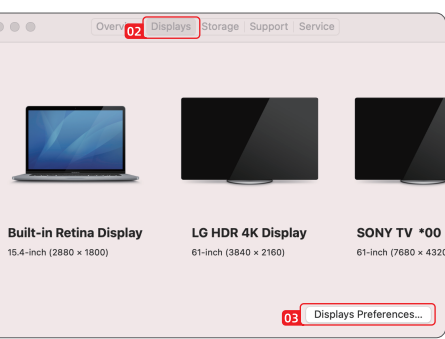 Overv
02
Displays
Storage
Support
Service
Built-in Retina Display
15.4-inch (2880 × 1800)
LG HDR 4K Display
61-inch (3840 × 2160)
SONY TV *00
61-inch (7680 × 4320
03
Displays Preferences...